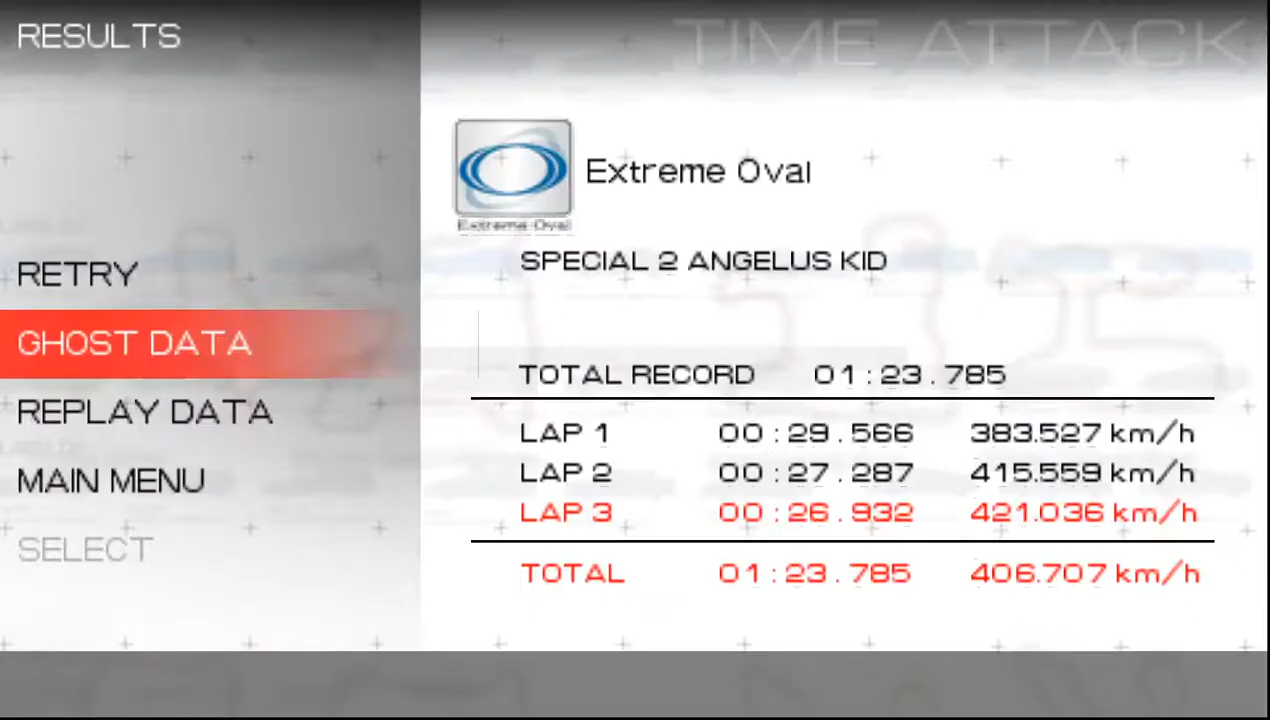 RESULTS
TIME ATTACK
Extreme Oval
Extreme Oval
SPECIAL 2 ANGELUS KID
RETRY
GHOST DATA
REPLAY DATA
MAIN MENU
SELECT
TOTAL RECORD 01:23.785
LAP 1 00:29.566 383.527 km/h
LAP 2 00:27.287 415.559 km/h
LAP 3 00:26.932 421.036 km/h
TOTAL 01:23.785 406.707 km/h